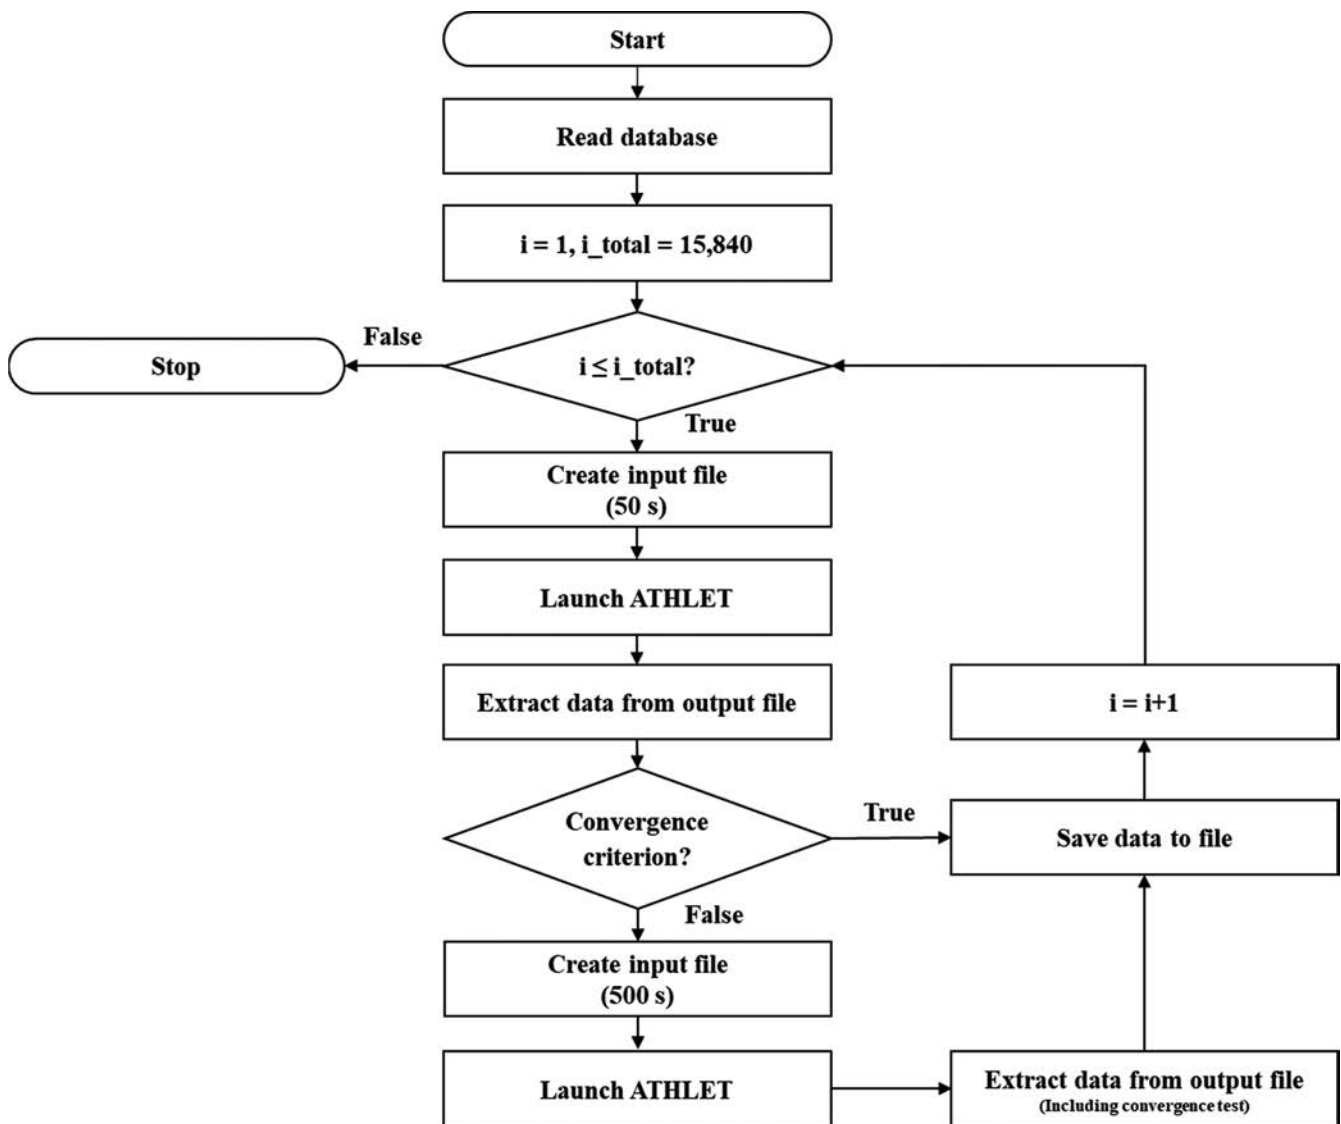 Start
Read database
i = 1, i_total = 15,840
False
Stop
i ≤ i_total?
True
Create input file
(50 s)
Launch ATHLET
Extract data from output file
i = i+1
Convergence
criterion?
True
Save data to file
False
Create input file
(500 s)
Launch ATHLET
Extract data from output file
(Including convergence test)